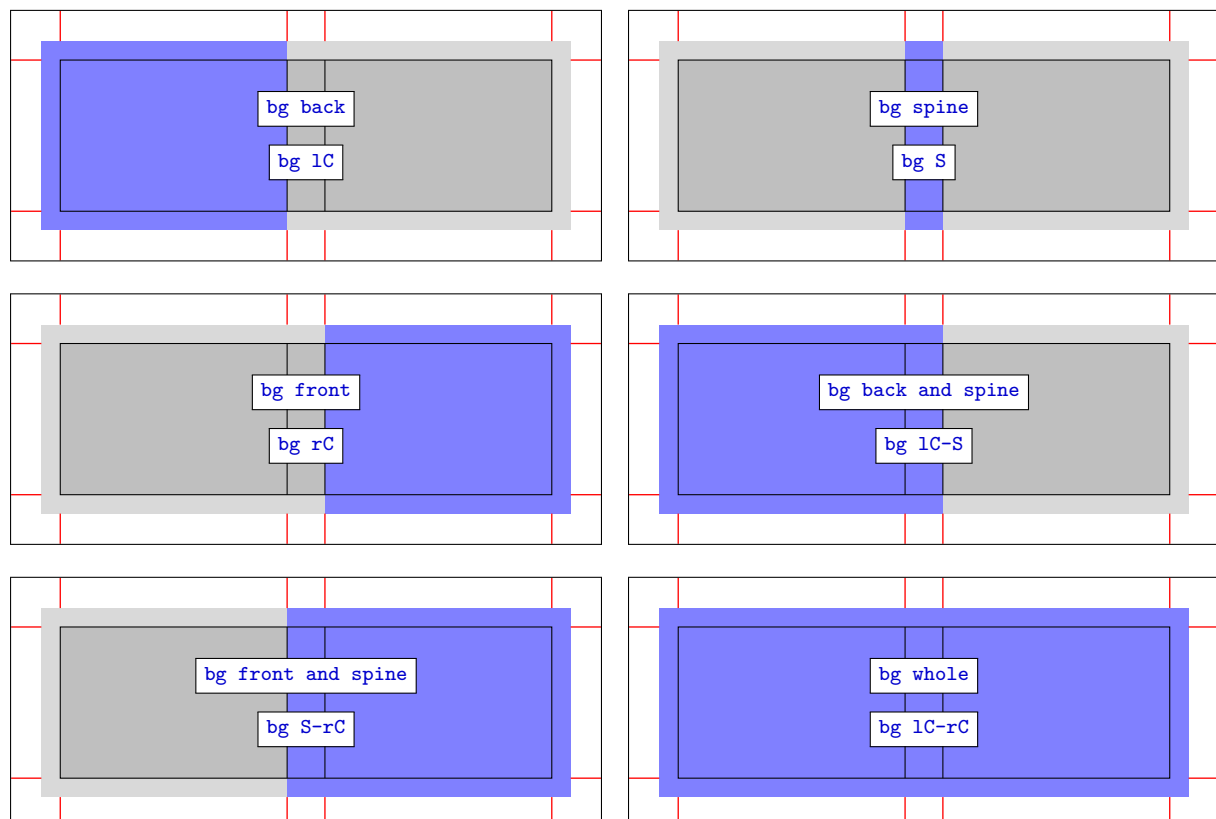 bg back
bg lC
bg spine
bg S
bg front
bg rC
bg back and spine
bg lC-S
bg front and spine
bg S-rC
bg whole
bg lC-rC